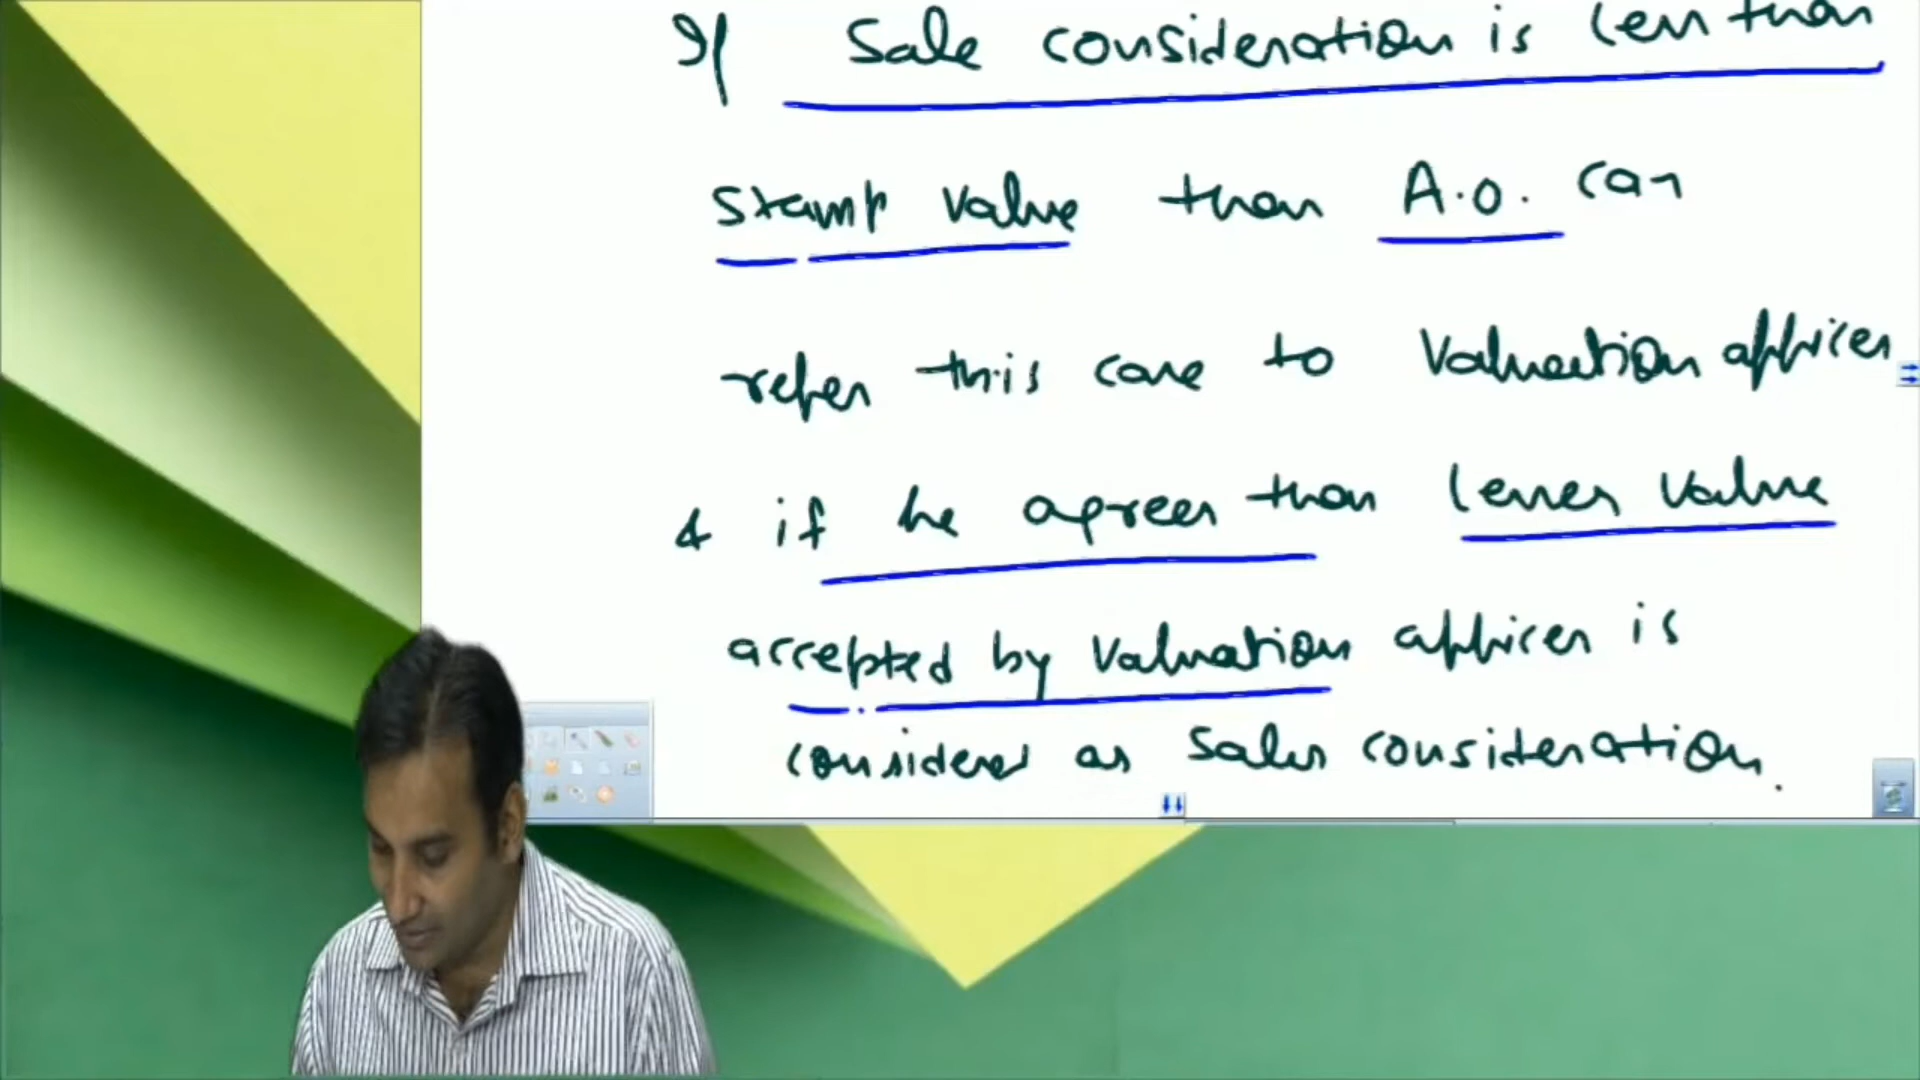 If Sale consideration is less than
stamp value than A.O. can
refer this case to Valuation officer
& if he agrees than lesser value
accepted by Valuation officer is
considered as Sales consideration.